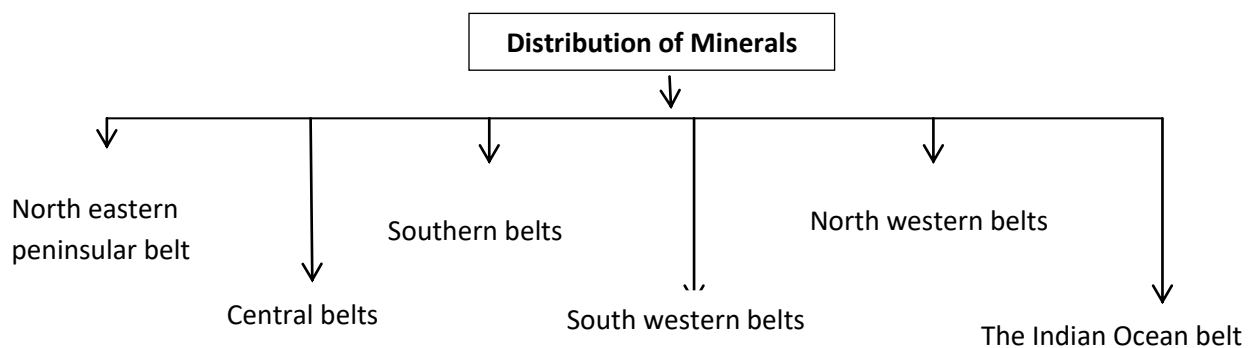 Distribution of Minerals
North eastern
peninsular belt
Central belts
Southern belts
South western belts
North western belts
The Indian Ocean belt